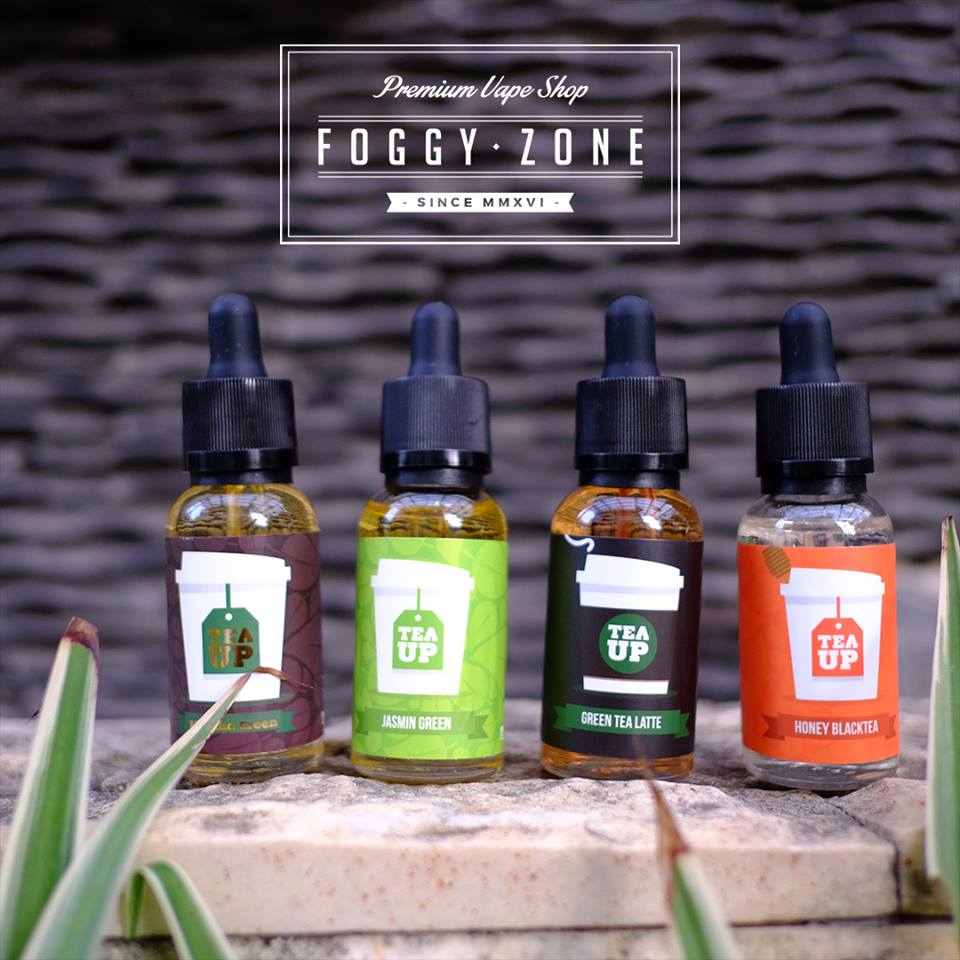 Premium Vape Shop
FOGGY · ZONE
- SINCE MMXVI -
TEA
UP
Green
TEA
UP
JASMIN GREEN
TEA
UP
GREEN TEA LATTE
TEA
UP
HONEY BLACKTEA